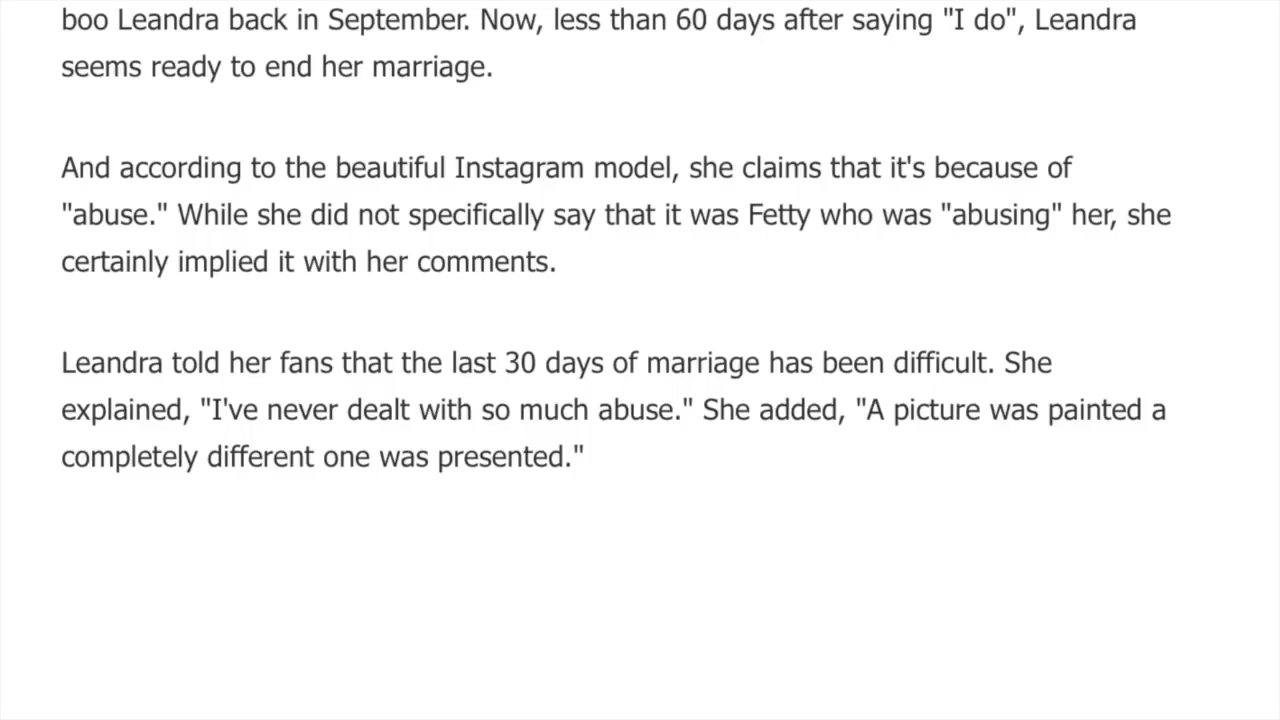 boo Leandra back in September. Now, less than 60 days after saying "I do", Leandra
seems ready to end her marriage.
And according to the beautiful Instagram model, she claims that it's because of
"abuse." While she did not specifically say that it was Fetty who was "abusing" her, she
certainly implied it with her comments.
Leandra told her fans that the last 30 days of marriage has been difficult. She
explained, "I've never dealt with so much abuse." She added, "A picture was painted a
completely different one was presented."